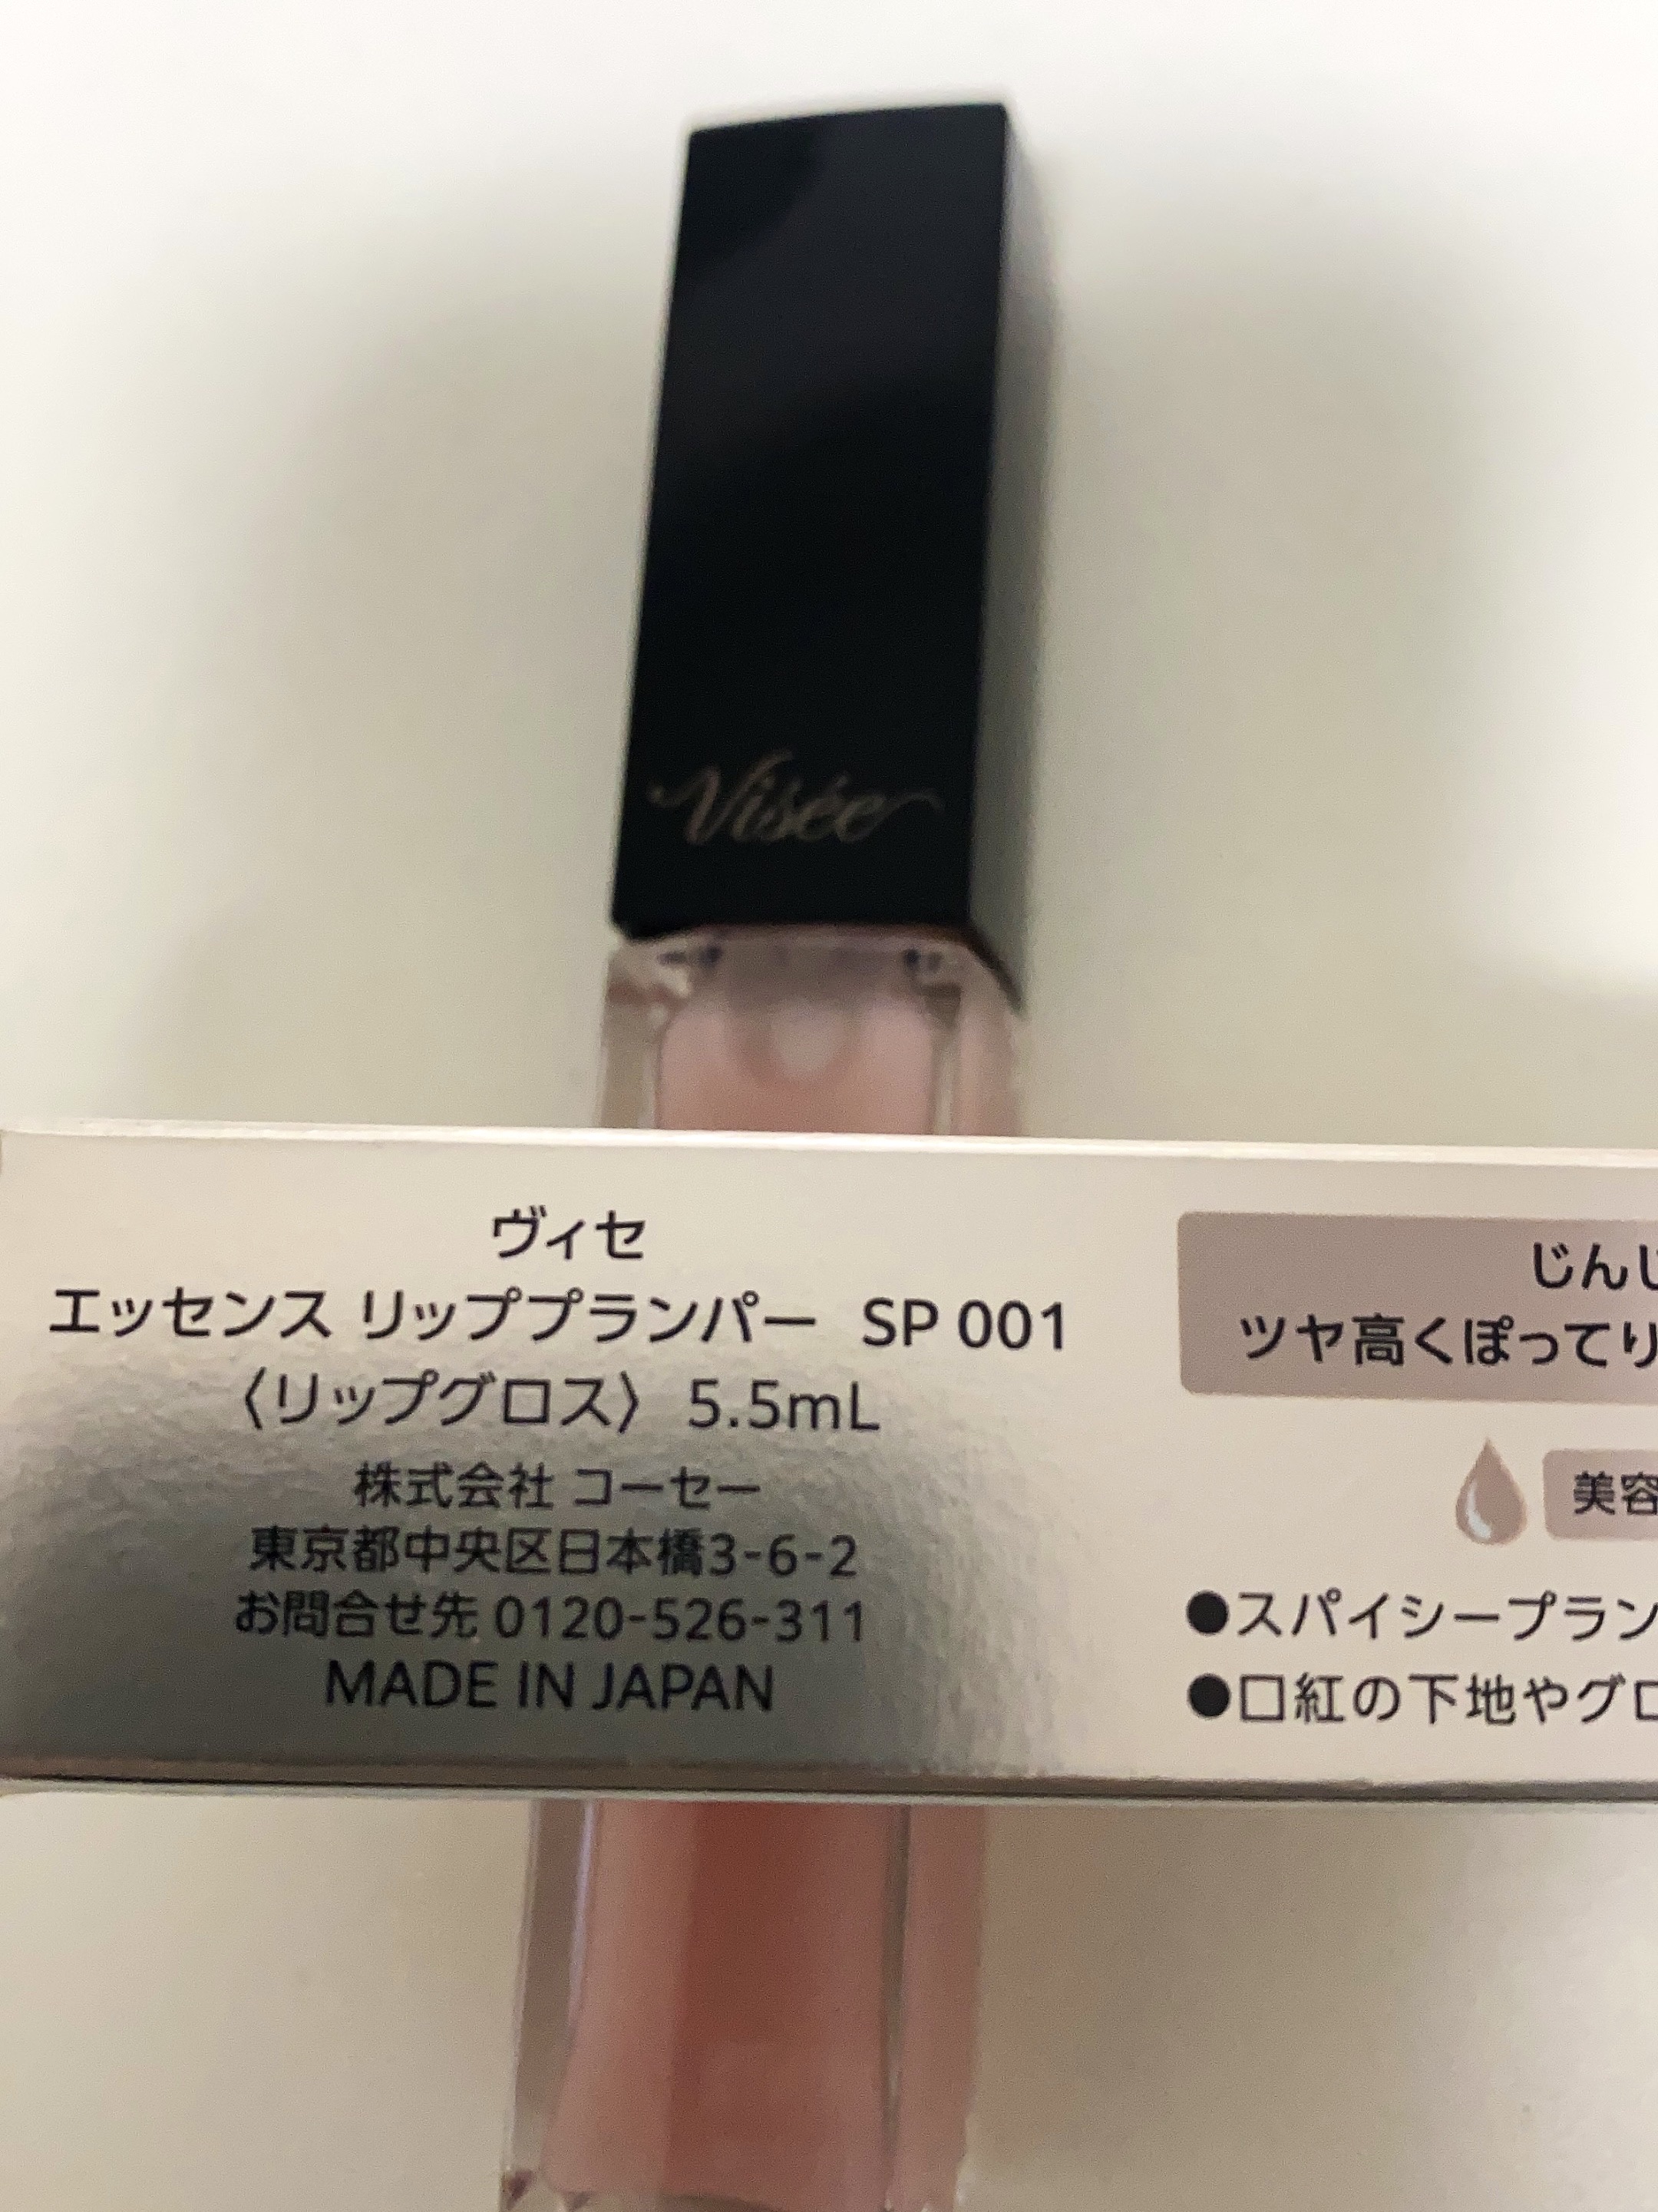 Visée
ヴィセ
エッセンス リッププランパー SP 001
〈リップグロス〉 5.5mL
株式会社 コーセー
東京都中央区日本橋3-6-2
お問合せ先 0120-526-311
MADE IN JAPAN
じんじ
ツヤ高くぽってり
美容
●スパイシープラン
●口紅の下地やグロ